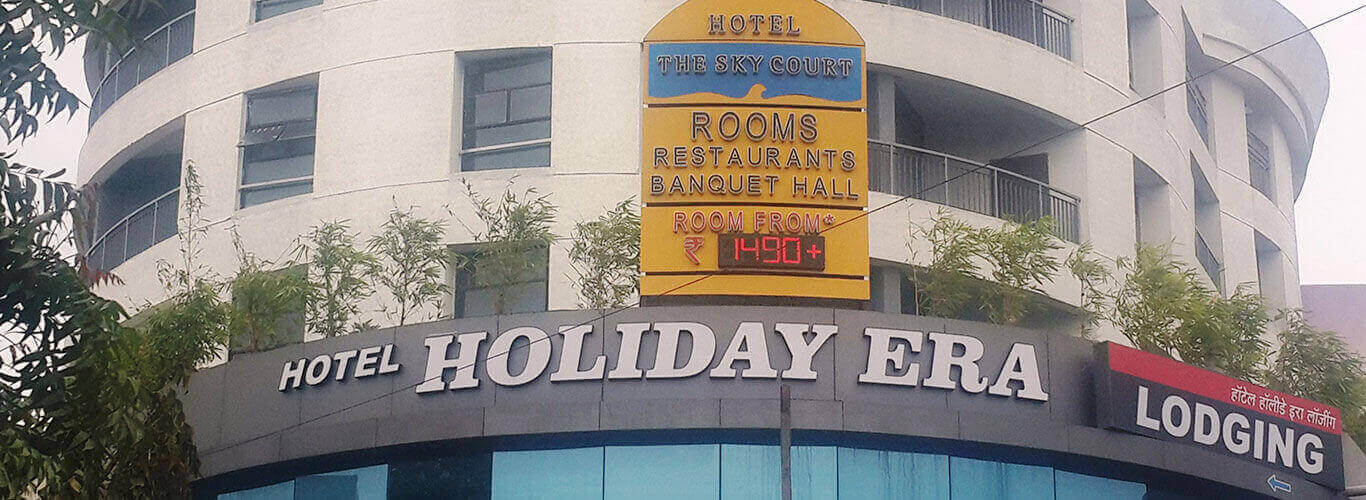 HOTEL
THE SKY COURT
ROOMS
RESTAURANTS
BANQUET HALL
ROOM FROM*
₹ 1490+
HOTEL HOLIDAY ERA
हॉटेल हॉलीडे इरा लॉजींग
LODGING